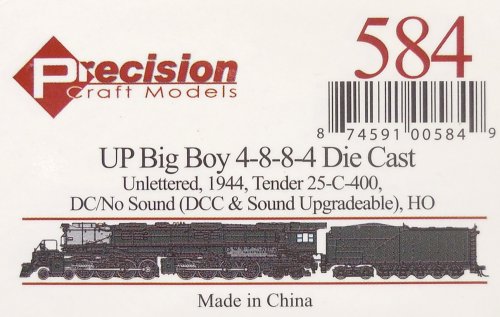 Precision
Craft Models
584
8 74591 00584 9
UP Big Boy 4-8-8-4 Die Cast
Unlettered, 1944, Tender 25-C-400,
DC/No Sound (DCC & Sound Upgradeable), HO
Made in China